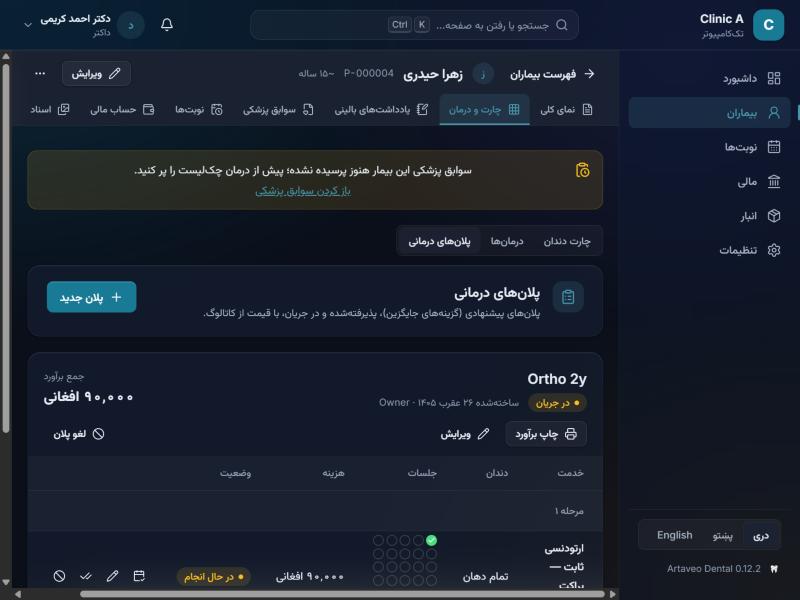 Clinic A
تک‌کامپیوتر
جستجو یا رفتن به صفحه...
Ctrl K
دکتر احمد کریمی
داکتر
د
داشبورد
بیماران
نوبت‌ها
مالی
انبار
تنظیمات
فهرست بیماران
ز
زهرا حیدری
P-000004
~۱۵ ساله
ویرایش
نمای کلی
چارت و درمان
یادداشت‌های بالینی
سوابق پزشکی
نوبت‌ها
حساب مالی
اسناد
سوابق پزشکی این بیمار هنوز پرسیده نشده؛ پیش از درمان چک‌لیست را پر کنید.
باز کردن سوابق پزشکی
چارت دندان
درمان‌ها
پلان‌های درمانی
پلان‌های درمانی
پلان‌های پیشنهادی (گزینه‌های جایگزین)، پذیرفته‌شده و در جریان، با قیمت از کاتالوگ.
پلان جدید
Ortho 2y
در جریان
ساخته‌شده ۲۶ عقرب ۱۴۰۵ - Owner
جمع برآورد
۹۰,۰۰۰ افغانی
چاپ برآورد
ویرایش
لغو پلان
خدمت
دندان
جلسات
هزینه
وضعیت
مرحله ۱
ارتودنسی
ثابت —
براکت
تمام دهان
۹۰,۰۰۰ افغانی
در حال انجام
دری
پښتو
English
Artaveo Dental 0.12.2